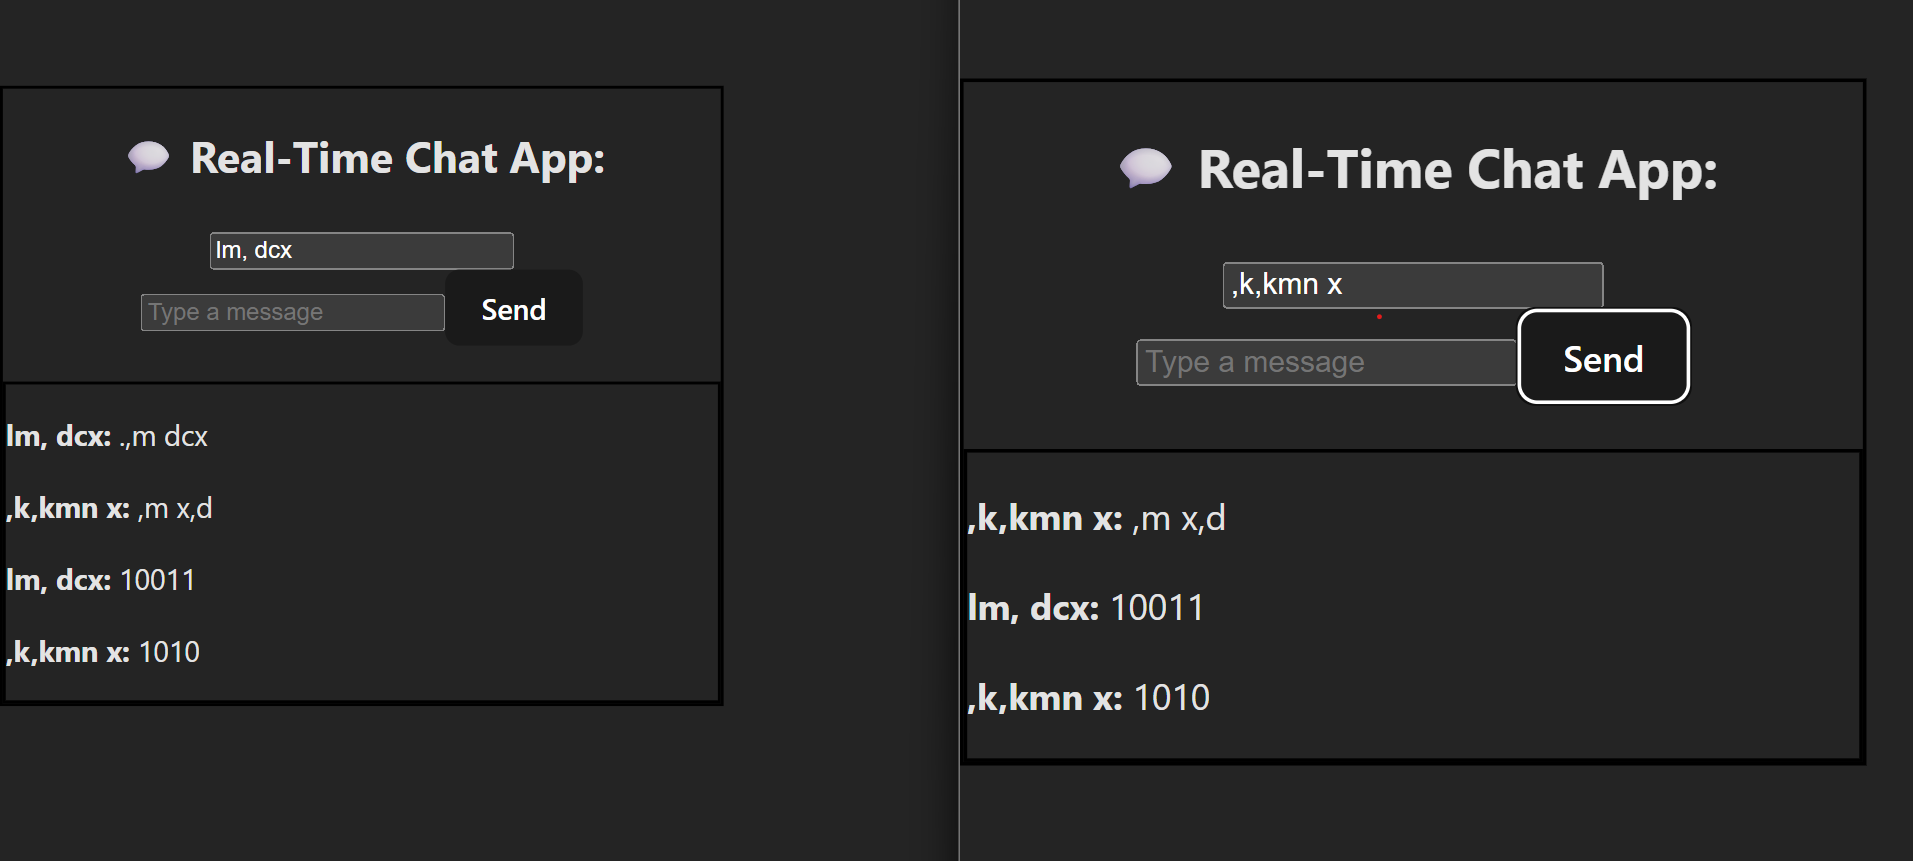 💬 Real-Time Chat App:
lm, dcx
Type a message
Send
lm, dcx: .,m dcx
,k,kmn x: ,m x,d
lm, dcx: 10011
,k,kmn x: 1010
💬 Real-Time Chat App:
,k,kmn x
Type a message
Send
,k,kmn x: ,m x,d
lm, dcx: 10011
,k,kmn x: 1010